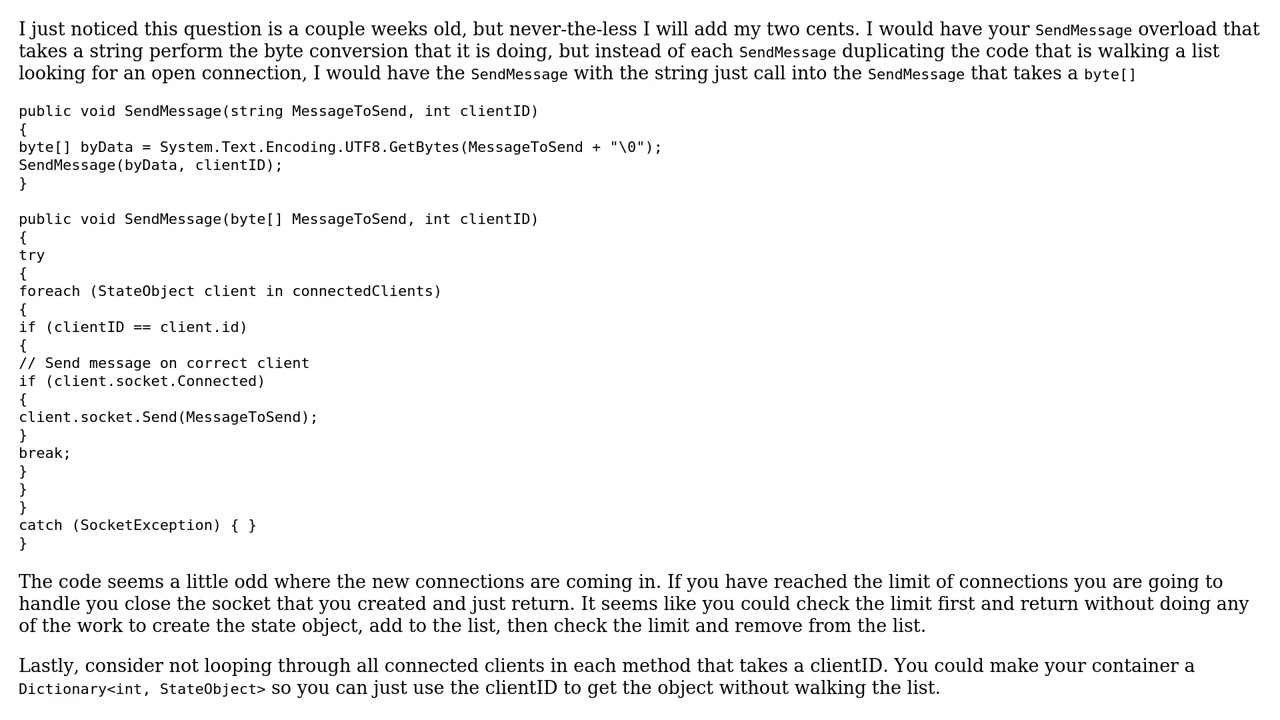 I just noticed this question is a couple weeks old, but never-the-less I will add my two cents. I would have your SendMessage overload that
takes a string perform the byte conversion that it is doing, but instead of each SendMessage duplicating the code that is walking a list
looking for an open connection, I would have the SendMessage with the string just call into the SendMessage that takes a byte[]
public void SendMessage(string MessageToSend, int clientID)
{
byte[] byData = System.Text.Encoding.UTF8.GetBytes(MessageToSend + "\0");
SendMessage(byData, clientID);
}
public void SendMessage(byte[] MessageToSend, int clientID)
{
try
{
foreach (StateObject client in connectedClients)
{
if (clientID == client.id)
{
// Send message on correct client
if (client.socket.Connected)
{
client.socket.Send(MessageToSend);
}
break;
}
}
}
catch (SocketException) { }
}
The code seems a little odd where the new connections are coming in. If you have reached the limit of connections you are going to
handle you close the socket that you created and just return. It seems like you could check the limit first and return without doing any
of the work to create the state object, add to the list, then check the limit and remove from the list.
Lastly, consider not looping through all connected clients in each method that takes a clientID. You could make your container a
Dictionary<int, StateObject> so you can just use the clientID to get the object without walking the list.